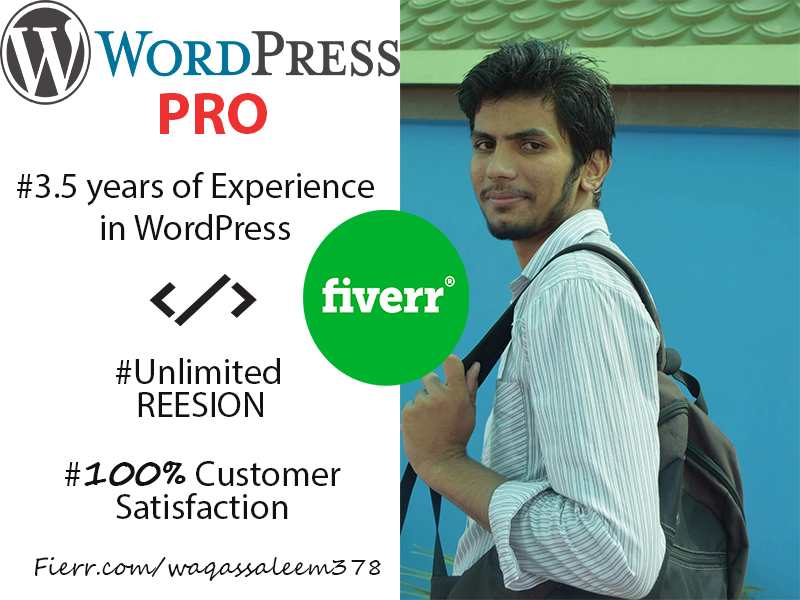 WORDPRESS
PRO
#3.5 years of Experience
in WordPress
</>
fiverr®
#Unlimited
REESION
#100% Customer
Satisfaction
Fierr.com/waqassaleem378